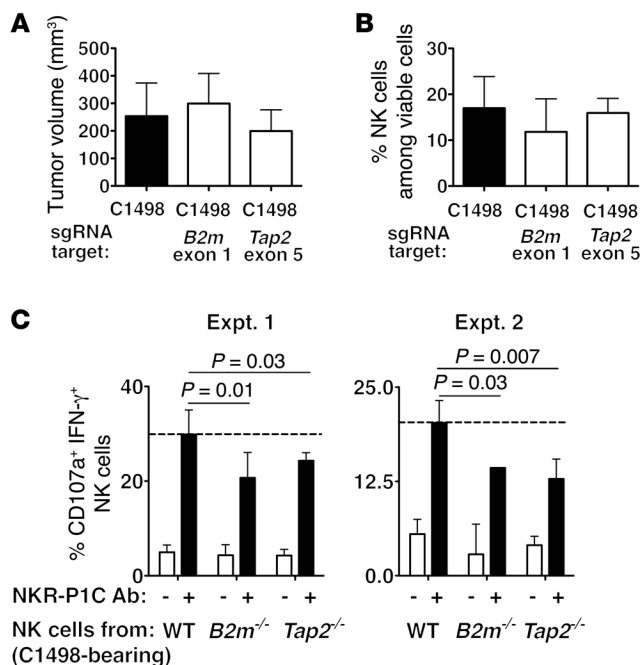 A
Tumor volume (mm³)
500
400
300
200
100
0
C1498 C1498 C1498
sgRNA target: B2m exon 1 Tap2 exon 5
B
% NK cells among viable cells
30
20
10
0
C1498 C1498 C1498
sgRNA target: B2m exon 1 Tap2 exon 5
C
Expt. 1
% CD107a⁺ IFN-γ⁺ NK cells
P = 0.03
P = 0.01
40
20
0
Expt. 2
P = 0.007
P = 0.03
25.0
12.5
0.0
NKR-P1C Ab: - + - + - + - + - + - +
NK cells from: WT B2m⁻/⁻ Tap2⁻/⁻ WT B2m⁻/⁻ Tap2⁻/⁻
(C1498-bearing)